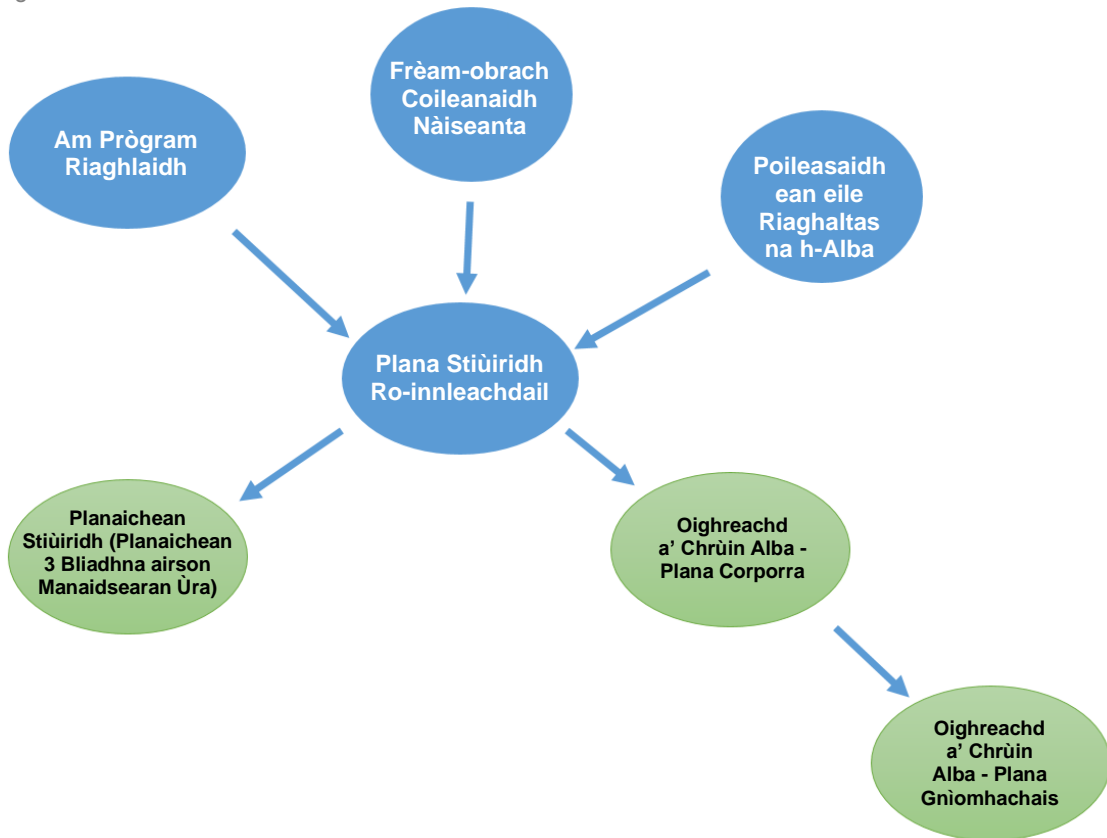 Frèam-obrach
Coileanaidh
Nàiseanta
Am Prògram
Riaghlaidh
Poileasaidh
ean eile
Riaghaltas
na h-Alba
Plana Stiùiridh
Ro-innleachdail
Planaichean
Stiùiridh (Planaichean
3 Bliadhna airson
Manaidsearan Ùra)
Oighreachd
a' Chrùin Alba -
Plana Corporra
Oighreachd
a' Chrùin
Alba - Plana
Gnìomhachais